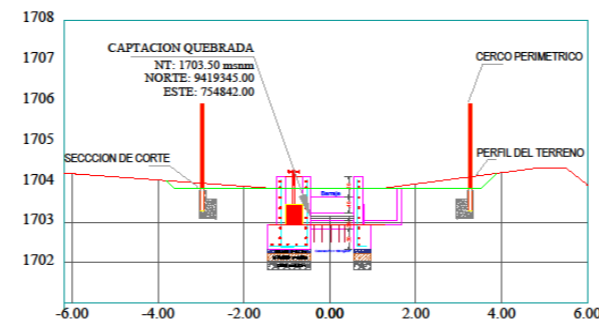 1708
1707
1706
1705
1704
1703
1702
CAPTACION QUEBRADA
NT: 1703.50 msnm
NORTE: 9419345.00
ESTE: 754842.00
CERCO PERIMETRICO
SECCCION DE CORTE
PERFIL DEL TERRENO
Barraje
-6.00 -4.00 -2.00 0.00 2.00 4.00 6.00